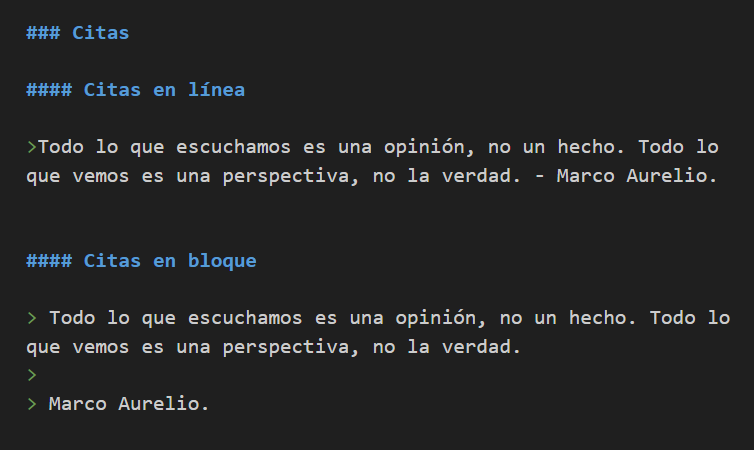 ### Citas
#### Citas en línea
>Todo lo que escuchamos es una opinión, no un hecho. Todo lo
que vemos es una perspectiva, no la verdad. - Marco Aurelio.
#### Citas en bloque
> Todo lo que escuchamos es una opinión, no un hecho. Todo lo
que vemos es una perspectiva, no la verdad.
>
> Marco Aurelio.